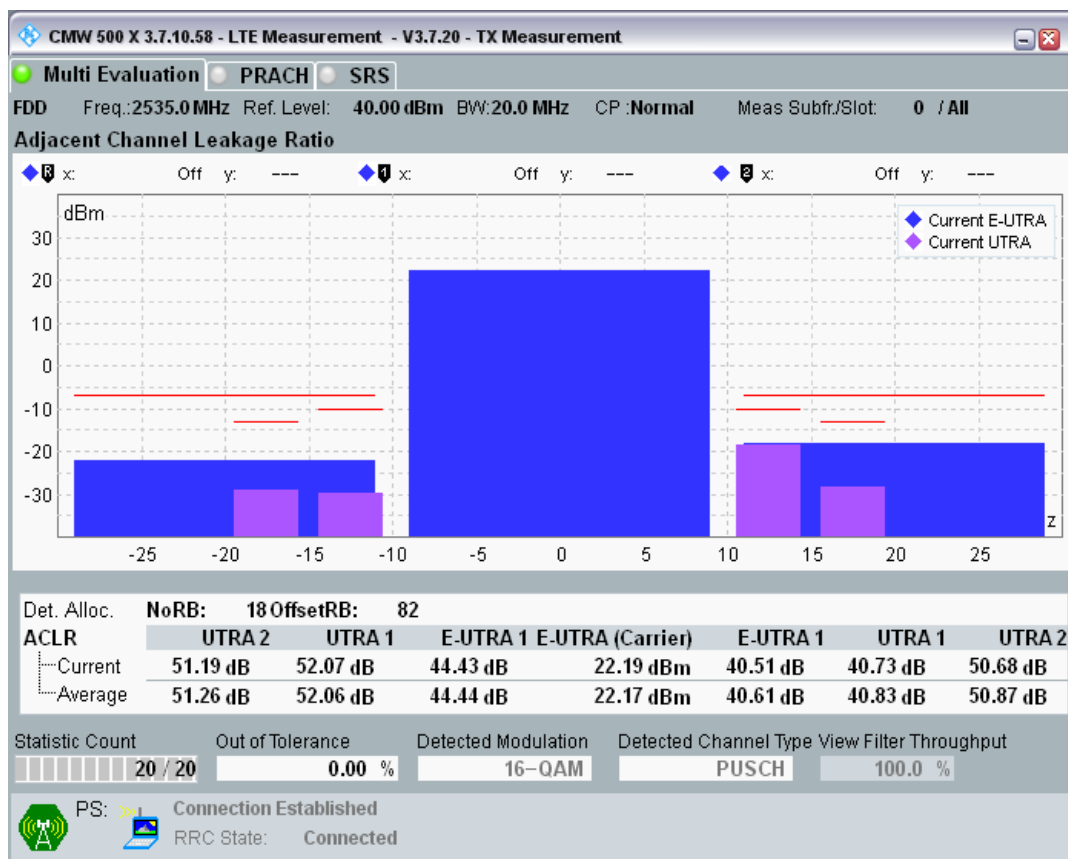 CMW 500 X 3.7.10.58 - LTE Measurement - V3.7.20 - TX Measurement
Multi Evaluation PRACH SRS
FDD Freq.:2535.0 MHz Ref. Level: 40.00 dBm BW:20.0 MHz CP :Normal Meas Subfr./Slot: 0 / All
Adjacent Channel Leakage Ratio
R x: Off y: --- 1 x: Off y: --- 2 x: Off y: ---
dBm
Current E-UTRA
Current UTRA
30
20
10
0
-10
-20
-30
z
-25 -20 -15 -10 -5 0 5 10 15 20 25
Det. Alloc. NoRB: 18 OffsetRB: 82
ACLR UTRA 2 UTRA 1 E-UTRA 1 E-UTRA (Carrier) E-UTRA 1 UTRA 1 UTRA 2
Current 51.19 dB 52.07 dB 44.43 dB 22.19 dBm 40.51 dB 40.73 dB 50.68 dB
Average 51.26 dB 52.06 dB 44.44 dB 22.17 dBm 40.61 dB 40.83 dB 50.87 dB
Statistic Count Out of Tolerance Detected Modulation Detected Channel Type View Filter Throughput
20 / 20 0.00 % 16-QAM PUSCH 100.0 %
PS: Connection Established
RRC State: Connected